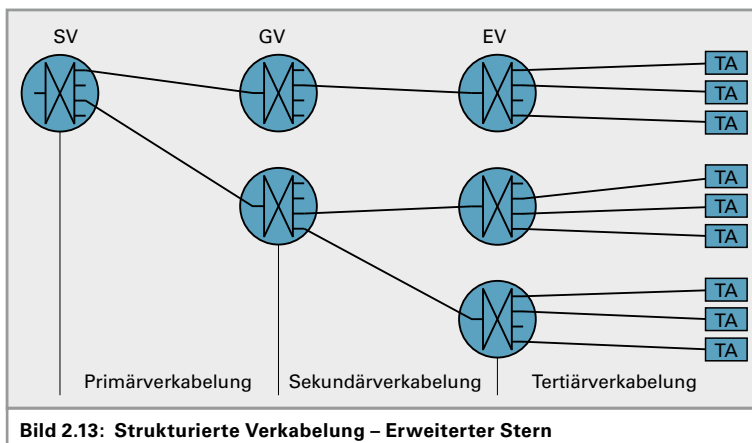 SV GV EV
TA
TA
TA
TA
TA
TA
TA
TA
TA
Primärverkabelung Sekundärverkabelung Tertiärverkabelung
Bild 2.13: Strukturierte Verkabelung – Erweiterter Stern